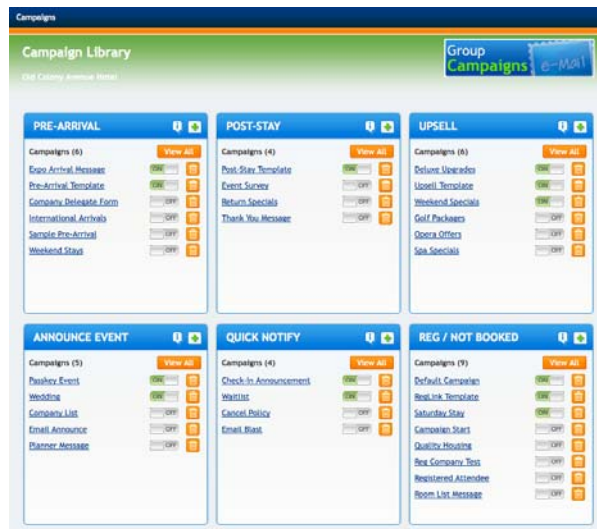 Campaigns
Campaign Library
Old Colony Avenue Hotel
Group
Campaigns e-Mail
PRE-ARRIVAL
Campaigns (6) View All
Expo Arrival Message ON
Pre-Arrival Template ON
Company Delegate Form OFF
International Arrivals OFF
Sample Pre-Arrival OFF
Weekend Stays OFF
POST-STAY
Campaigns (4) View All
Post-Stay Template ON
Event Survey OFF
Return Specials OFF
Thank You Message OFF
UPSELL
Campaigns (6) View All
Deluxe Upgrades ON
Upsell Template ON
Weekend Specials ON
Golf Packages OFF
Opera Offers OFF
Spa Specials OFF
ANNOUNCE EVENT
Campaigns (5) View All
Passkey Event ON
Wedding ON
Company List OFF
Email Announce OFF
Planner Message OFF
QUICK NOTIFY
Campaigns (4) View All
Check-In Announcement ON
Waitlist ON
Cancel Policy OFF
Email Blast OFF
REG / NOT BOOKED
Campaigns (9) View All
Default Campaign ON
RegLink Template ON
Saturday Stay ON
Campaign Start OFF
Quality Housing OFF
Reg Company Test OFF
Registered Attendee OFF
Room List Message OFF